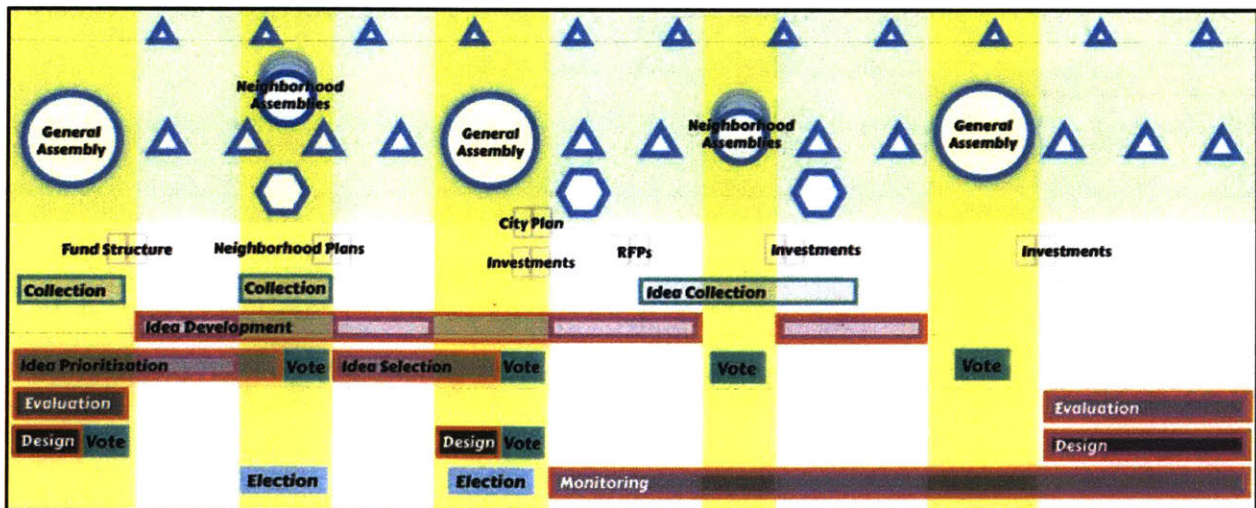 Neighborhood
Assemblies
General
Assembly
General
Assembly
Neighborhood
Assemblies
General
Assembly
City Plan
Fund Structure
Neighborhood Plans
Investments
RFPs
Investments
Investments
Collection
Collection
Idea Collection
Idea Development
Idea Prioritization
Vote
Idea Selection
Vote
Vote
Vote
Evaluation
Evaluation
Design
Vote
Design
Vote
Design
Election
Election
Monitoring